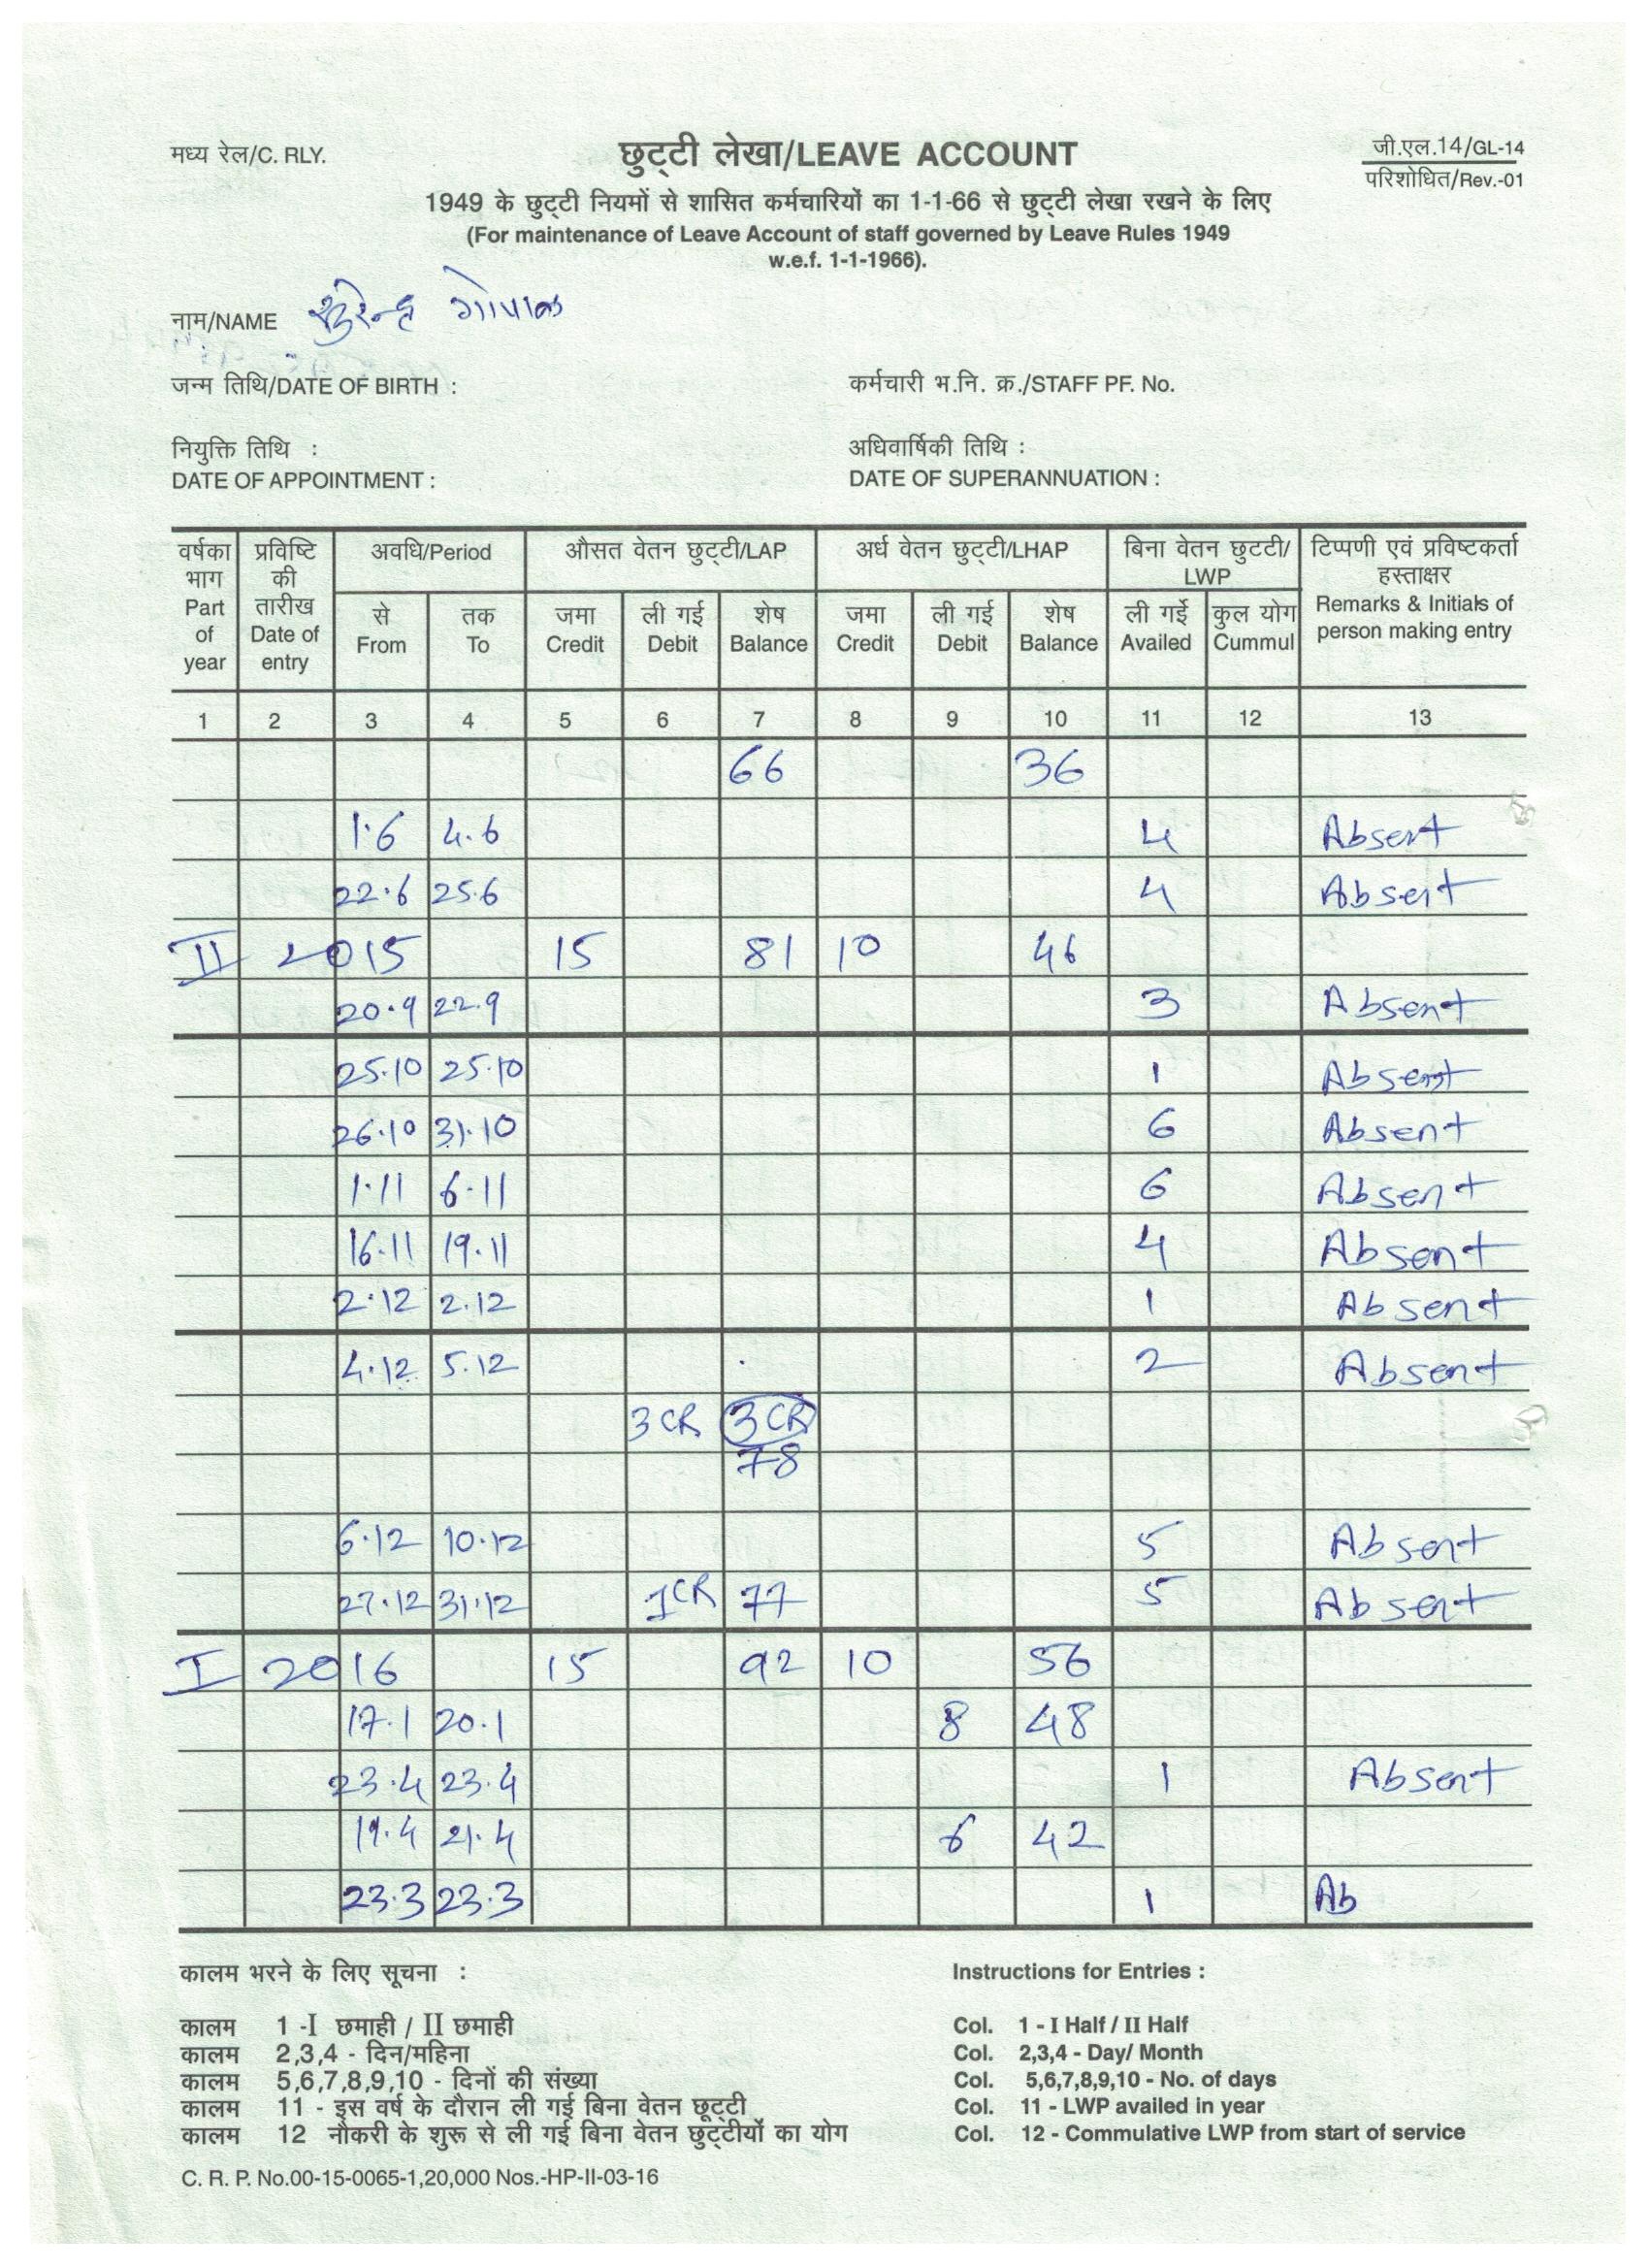 मध्य रेल/C. RLY.
छुट्टी लेखा/LEAVE ACCOUNT
जी.एल.14/GL-14
परिशोधित/Rev.-01
1949 के छुट्टी नियमों से शासित कर्मचारियों का 1-1-66 से छुट्टी लेखा रखने के लिए
(For maintenance of Leave Account of staff governed by Leave Rules 1949
w.e.f. 1-1-1966).
नाम/NAME सुरेन्द्र गोपाल
जन्म तिथि/DATE OF BIRTH : कर्मचारी भ.नि. क्र./STAFF PF. No.
नियुक्ति तिथि : अधिवार्षिकी तिथि :
DATE OF APPOINTMENT : DATE OF SUPERANNUATION :
वर्षका भाग Part of year
प्रविष्टि की तारीख Date of entry
अवधि/Period
औसत वेतन छुट्टी/LAP
अर्ध वेतन छुट्टी/LHAP
बिना वेतन छुटटी/ LWP
टिप्पणी एवं प्रविष्टकर्ता हस्ताक्षर Remarks & Initials of person making entry
से From
तक To
जमा Credit
ली गई Debit
शेष Balance
जमा Credit
ली गई Debit
शेष Balance
ली गईे Availed
कुल योग Cummul
1 2 3 4 5 6 7 8 9 10 11 12 13
66 36
1.6 4.6 4 Absent
22.6 25.6 4 Absent
II 2015 15 81 10 46
20.9 22.9 3 Absent
25.10 25.10 1 Absent
26.10 31.10 6 Absent
1.11 6.11 6 Absent
16.11 19.11 4 Absent
2.12 2.12 1 Absent
4.12 5.12 2 Absent
3 CR 3 CR
78
6.12 10.12 5 Absent
27.12 31.12 1 CR 77 5 Absent
I 2016 15 92 10 56
17.1 20.1 8 48
23.4 23.4 1 Absent
19.4 21.4 6 42
23.3 23.3 1 Ab
कालम भरने के लिए सूचना : Instructions for Entries :
कालम 1 -I छमाही / II छमाही Col. 1 - I Half / II Half
कालम 2,3,4 - दिन/महिना Col. 2,3,4 - Day/ Month
कालम 5,6,7,8,9,10 - दिनों की संख्या Col. 5,6,7,8,9,10 - No. of days
कालम 11 - इस वर्ष के दौरान ली गई बिना वेतन छूट्टी Col. 11 - LWP availed in year
कालम 12 नौकरी के शुरू से ली गई बिना वेतन छुट्टीयों का योग Col. 12 - Commulative LWP from start of service
C. R. P. No.00-15-0065-1,20,000 Nos.-HP-II-03-16